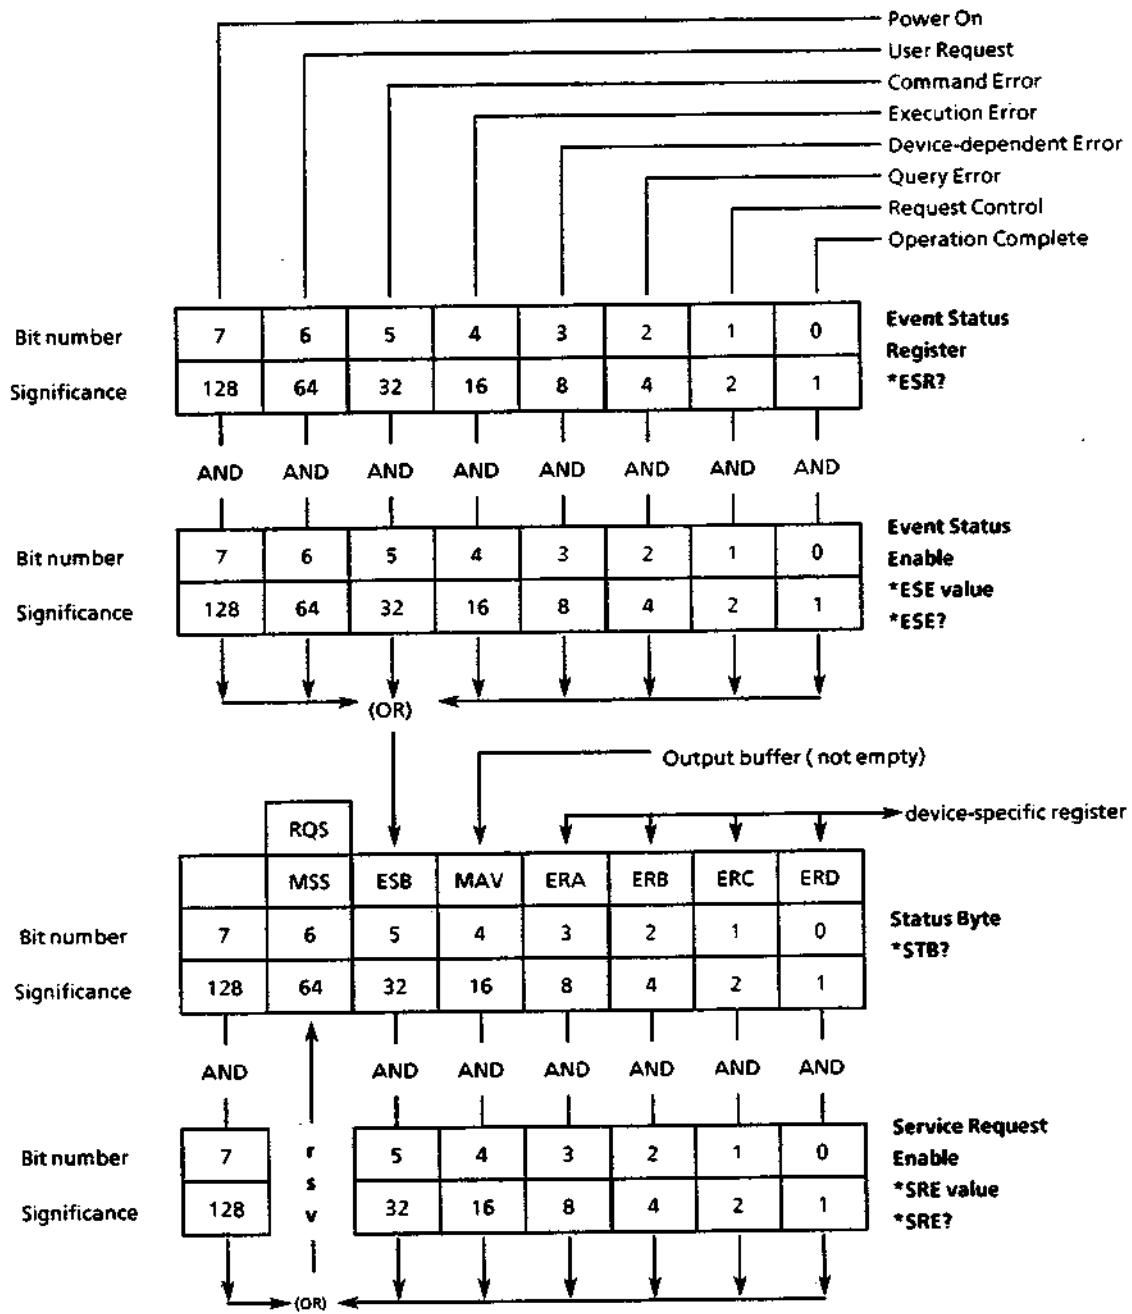 Power On
User Request
Command Error
Execution Error
Device-dependent Error
Query Error
Request Control
Operation Complete
Bit number 7 6 5 4 3 2 1 0
Significance 128 64 32 16 8 4 2 1
Event Status
Register
*ESR?
AND AND AND AND AND AND AND AND
Bit number 7 6 5 4 3 2 1 0
Significance 128 64 32 16 8 4 2 1
Event Status
Enable
*ESE value
*ESE?
(OR)
Output buffer ( not empty)
device-specific register
RQS
MSS ESB MAV ERA ERB ERC ERD
Bit number 7 6 5 4 3 2 1 0
Significance 128 64 32 16 8 4 2 1
Status Byte
*STB?
AND AND AND AND AND AND AND
r
s
v
Bit number 7 5 4 3 2 1 0
Significance 128 32 16 8 4 2 1
Service Request
Enable
*SRE value
*SRE?
(OR)